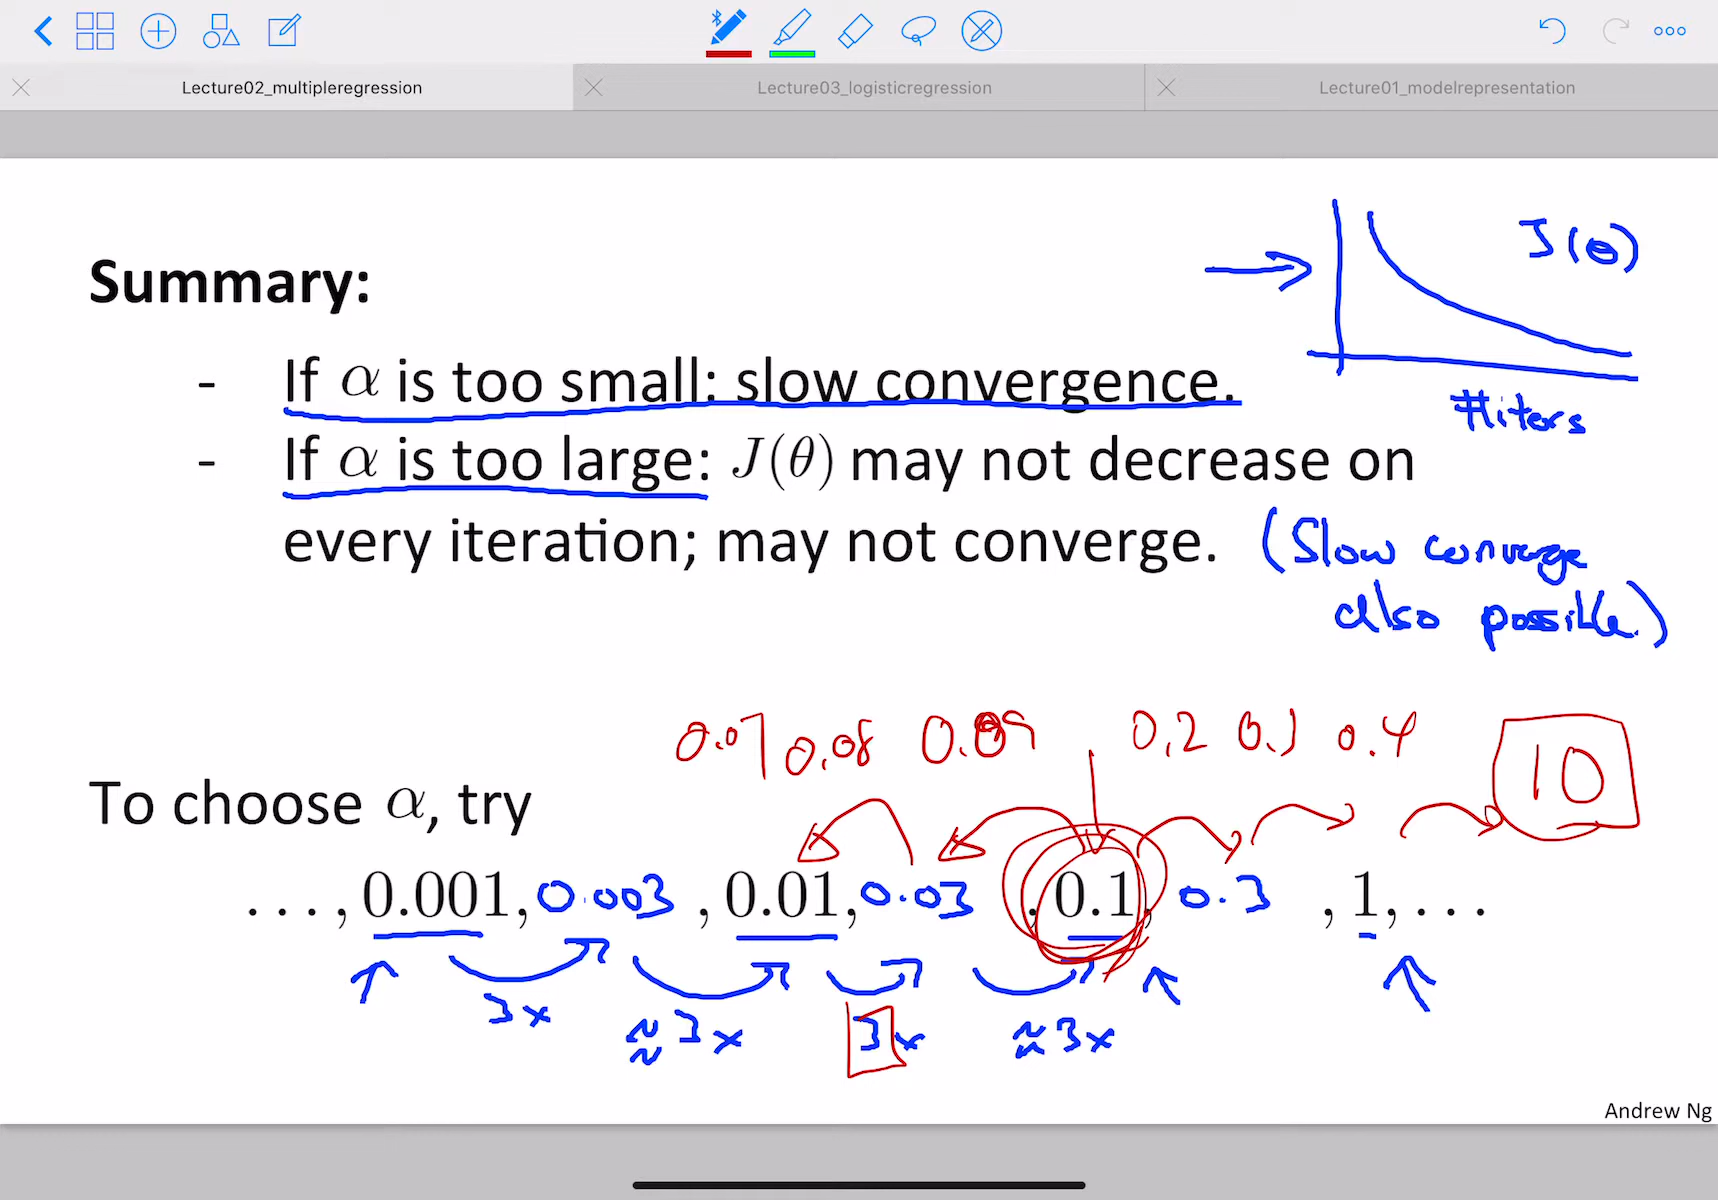 Lecture02_multipleregression
Lecture03_logisticregression
Lecture01_modelrepresentation
J(θ)
Summary:
#iters
- If α is too small: slow convergence.
- If α is too large: J(θ) may not decrease on
every iteration; may not converge. (Slow converge
also possible.)
0.07 0.08 0.09 0.2 0.3 0.4 10
To choose α, try
..., 0.001, 0.003 , 0.01, 0.03 , 0.1, 0.3 , 1, ...
3x ≈3x 3x ≈3x
Andrew Ng